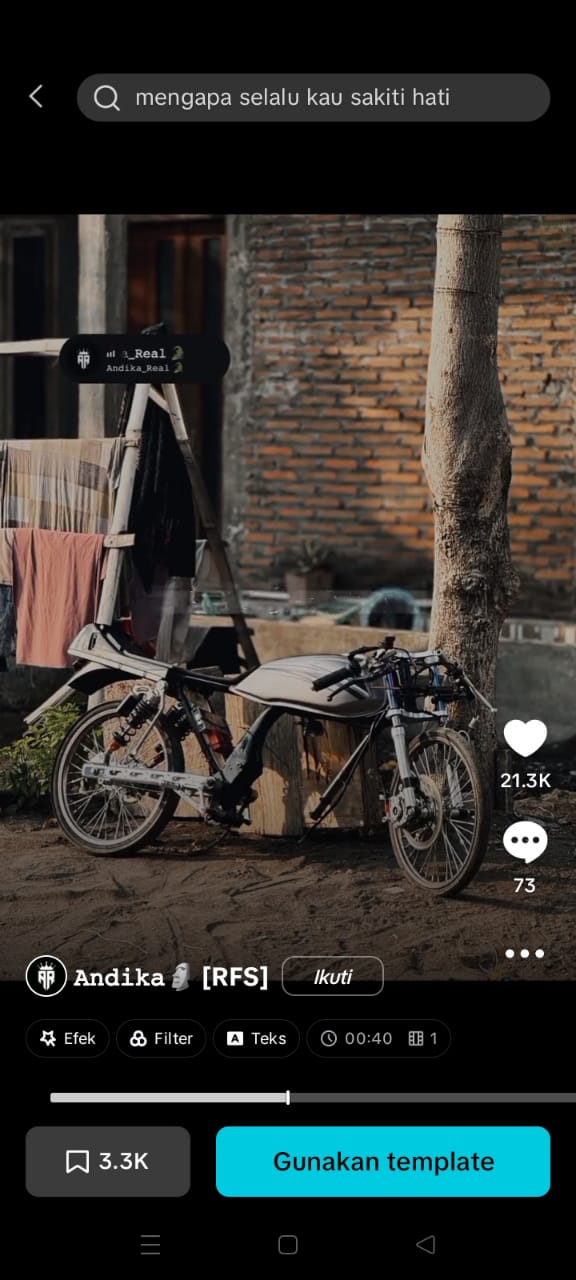 mengapa selalu kau sakiti hati
a_Real
Andika_Real
21.3K
73
Andika [RFS]
Ikuti
Efek
Filter
A Teks
00:40
1
3.3K
Gunakan template